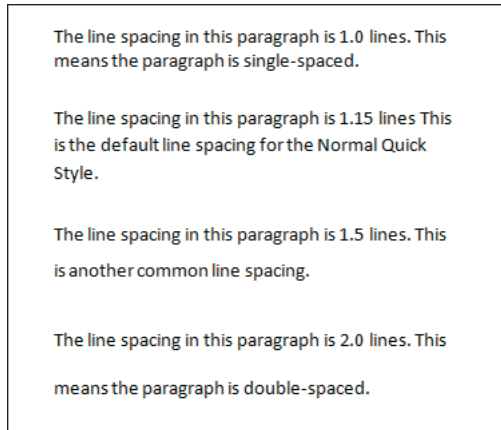 The line spacing in this paragraph is 1.0 lines. This
means the paragraph is single-spaced.
The line spacing in this paragraph is 1.15 lines This
is the default line spacing for the Normal Quick
Style.
The line spacing in this paragraph is 1.5 lines. This
is another common line spacing.
The line spacing in this paragraph is 2.0 lines. This
means the paragraph is double-spaced.